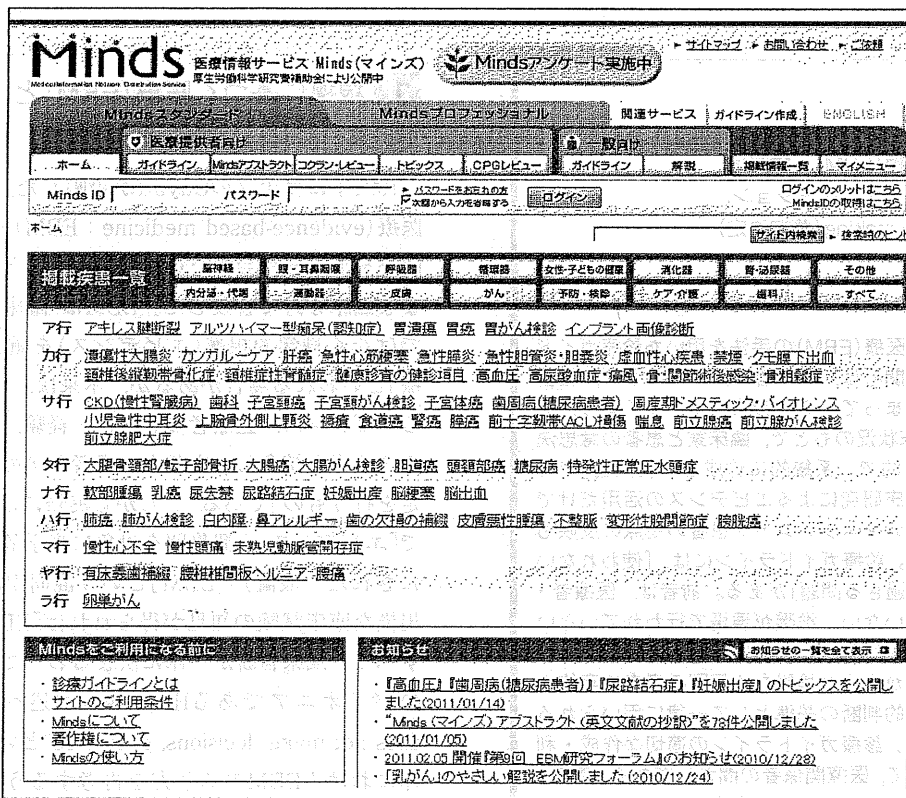 Minds
Medical Information Network Distribution Service
医療情報サービス Minds(マインズ)
厚生労働科学研究費補助金により公開中
Mindsアンケート実施中
サイトマップ お問い合わせ ご依頼
Mindsスタンダード Mindsプロフェッショナル 関連サービス ガイドライン作成 ENGLISH
医療提供者向け 一般向け
ホーム ガイドライン Mindsアブストラクト コクラン・レビュー トピックス CPGレビュー ガイドライン 解説 掲載情報一覧 マイメニュー
Minds ID パスワード パスワードをお忘れの方
次回から入力を省略する ログイン
ログインのメリットはこちら
MindsIDの取得はこちら
ホーム
サイト内検索 検索時のヒント
掲載疾患一覧
脳神経 眼・耳鼻咽喉 呼吸器 循環器 女性・子どもの健康 消化器 腎・泌尿器 その他
内分泌・代謝 運動器 皮膚 がん 予防・検診 ケア・介護 歯科 すべて
ア行 アキレス腱断裂 アルツハイマー型痴呆(認知症) 胃潰瘍 胃癌 胃がん検診 インプラント画像診断
カ行 潰瘍性大腸炎 カンガルーケア 肝癌 急性心筋梗塞 急性膵炎 急性胆管炎・胆嚢炎 虚血性心疾患 禁煙 クモ膜下出血
頸椎後縦靭帯骨化症 頸椎症性脊髄症 健康診査の健診項目 高血圧 高尿酸血症・痛風 骨・関節術後感染 骨粗鬆症
サ行 CKD(慢性腎臓病) 歯科 子宮頸癌 子宮頸がん検診 子宮体癌 歯周病(糖尿病患者) 周産期ドメスティック・バイオレンス
小児急性中耳炎 上腕骨外側上顆炎 褥瘡 食道癌 腎癌 膵癌 前十字靭帯(ACL)損傷 喘息 前立腺癌 前立腺がん検診
前立腺肥大症
タ行 大腿骨頸部/転子部骨折 大腸癌 大腸がん検診 胆道癌 頭頸部癌 糖尿病 特発性正常圧水頭症
ナ行 軟部腫瘍 乳癌 尿失禁 尿路結石症 妊娠出産 脳梗塞 脳出血
ハ行 肺癌 肺がん検診 白内障 鼻アレルギー 歯の欠損の補綴 皮膚悪性腫瘍 不整脈 変形性股関節症 膀胱癌
マ行 慢性心不全 慢性頭痛 未熟児動脈管開存症
ヤ行 有床義歯補綴 腰椎椎間板ヘルニア 腰痛
ラ行 卵巣がん
Mindsをご利用になる前に
・診療ガイドラインとは
・サイトのご利用条件
・Mindsについて
・著作権について
・Mindsの使い方
お知らせ お知らせの一覧を全て表示
・『高血圧』『歯周病(糖尿病患者)』『尿路結石症』『妊娠出産』のトピックスを公開し
ました(2011/01/14)
・"Minds (マインズ) アブストラクト (英文文献の抄訳)"を78件公開しました
(2011/01/05)
・2011.02.05 開催『第9回 EBM研究フォーラム』のお知らせ(2010/12/28)
・『乳がん』のやさしい解説を公開しました(2010/12/24)